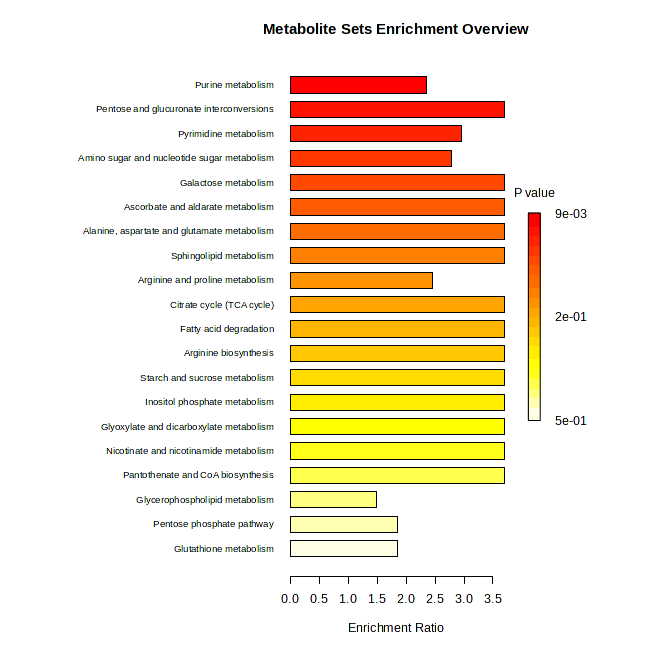 Metabolite Sets Enrichment Overview
Purine metabolism
Pentose and glucuronate interconversions
Pyrimidine metabolism
Amino sugar and nucleotide sugar metabolism
Galactose metabolism
Ascorbate and aldarate metabolism
Alanine, aspartate and glutamate metabolism
Sphingolipid metabolism
Arginine and proline metabolism
Citrate cycle (TCA cycle)
Fatty acid degradation
Arginine biosynthesis
Starch and sucrose metabolism
Inositol phosphate metabolism
Glyoxylate and dicarboxylate metabolism
Nicotinate and nicotinamide metabolism
Pantothenate and CoA biosynthesis
Glycerophospholipid metabolism
Pentose phosphate pathway
Glutathione metabolism
P value
9e-03
2e-01
5e-01
0.0 0.5 1.0 1.5 2.0 2.5 3.0 3.5
Enrichment Ratio